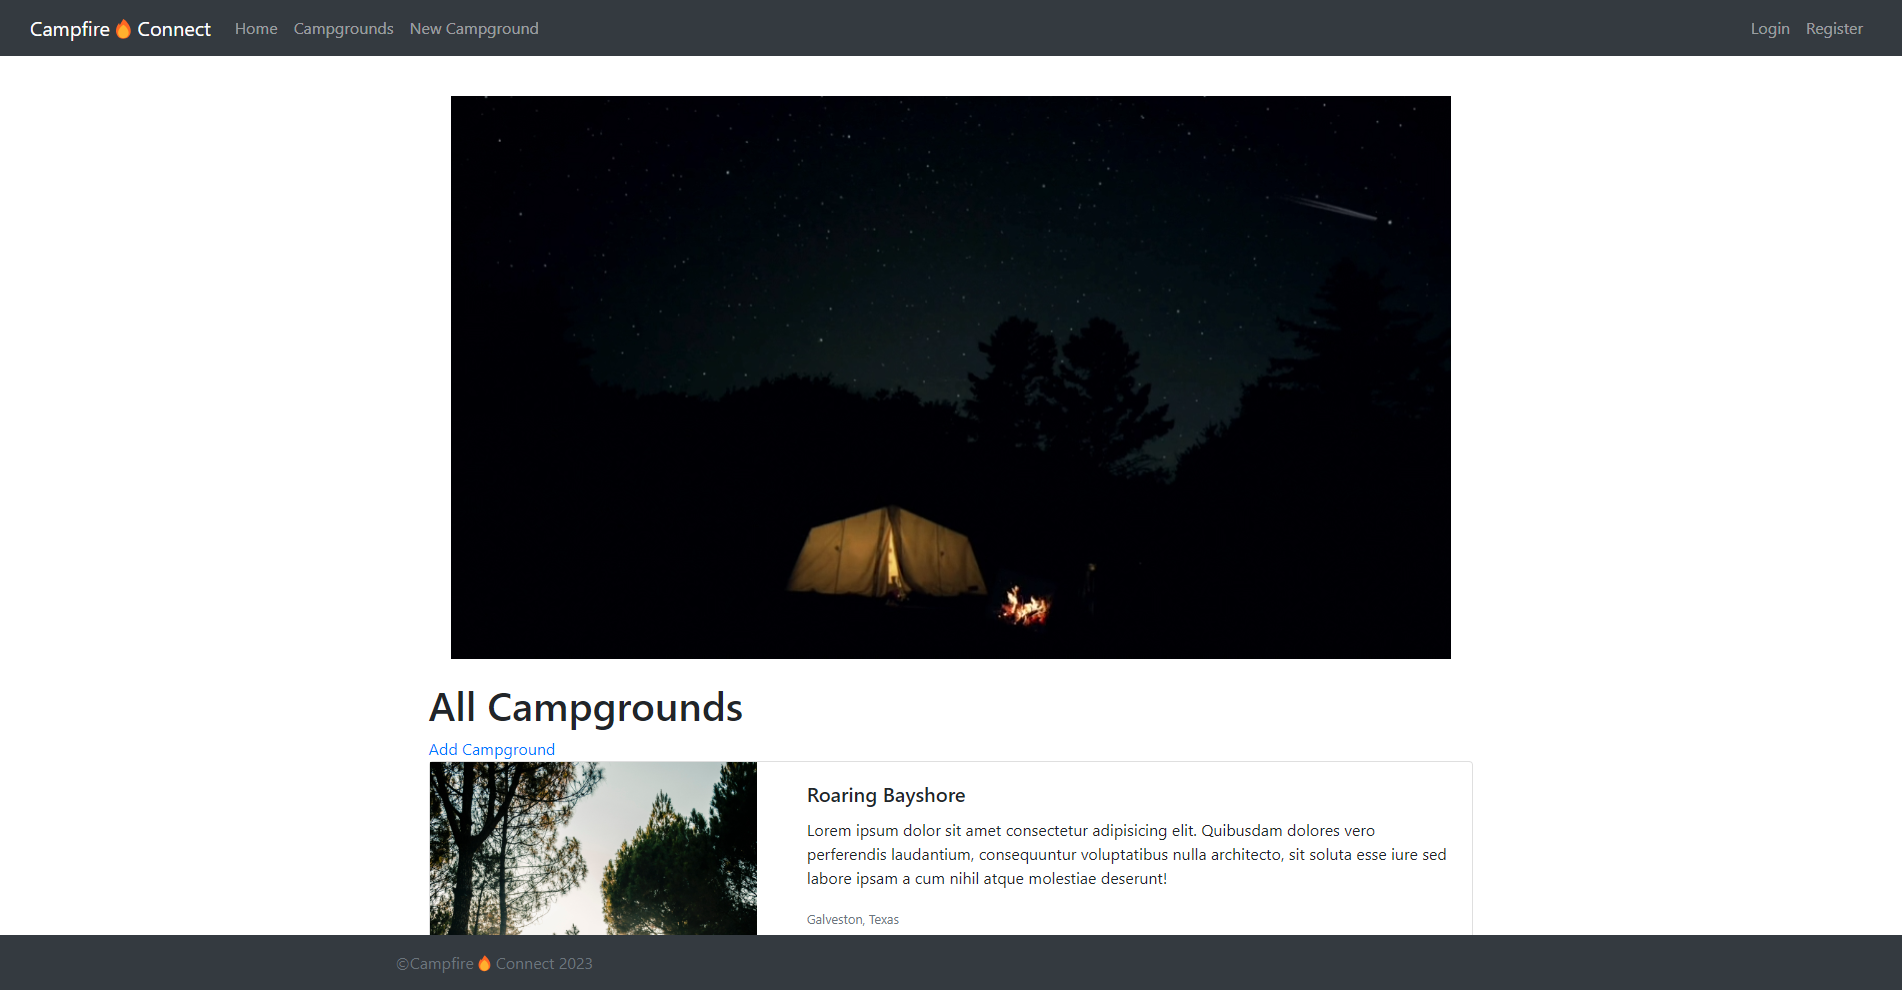 Campfire🔥Connect Home Campgrounds New Campground Login Register
All Campgrounds
Add Campground
Roaring Bayshore
Lorem ipsum dolor sit amet consectetur adipisicing elit. Quibusdam dolores vero
perferendis laudantium, consequuntur voluptatibus nulla architecto, sit soluta esse iure sed
labore ipsam a cum nihil atque molestiae deserunt!
Galveston, Texas
©Campfire🔥Connect 2023